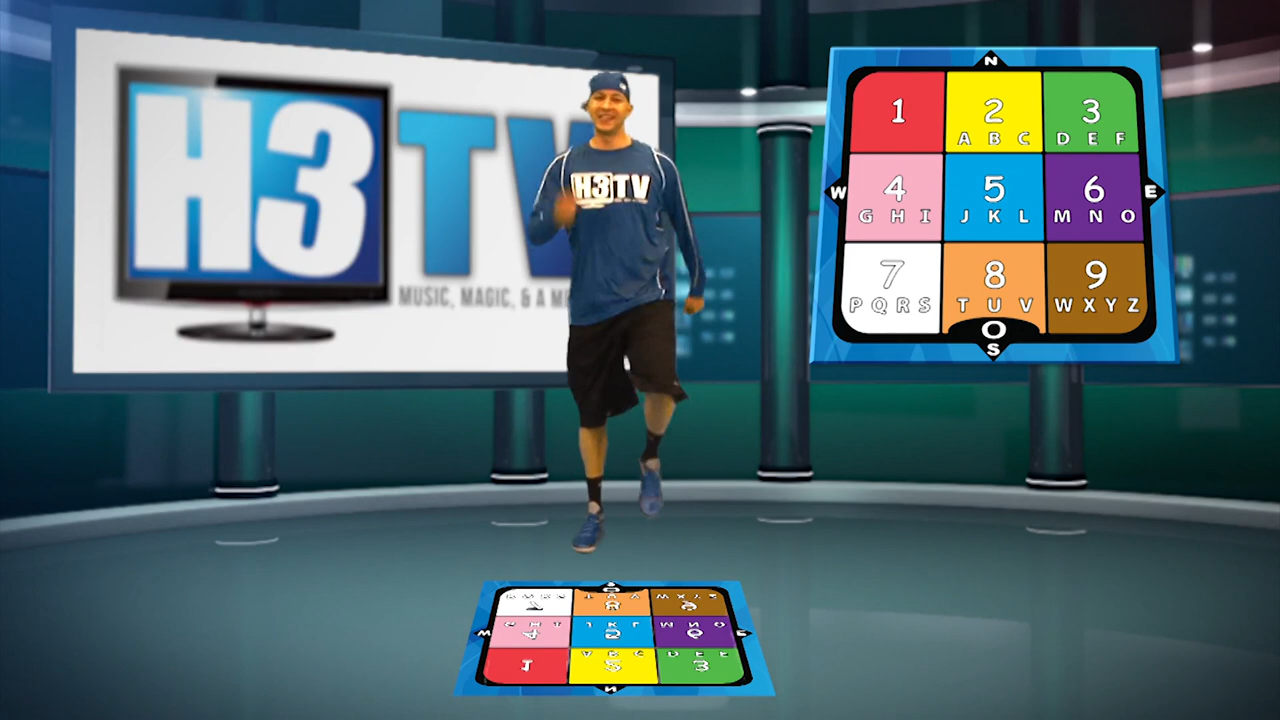 H3TV
MUSIC, MAGIC, & A M
H3TV
N
1 2 3
A B C D E F
W 4 5 6 E
G H I J K L M N O
7 8 9
P Q R S T U V W X Y Z
O
S